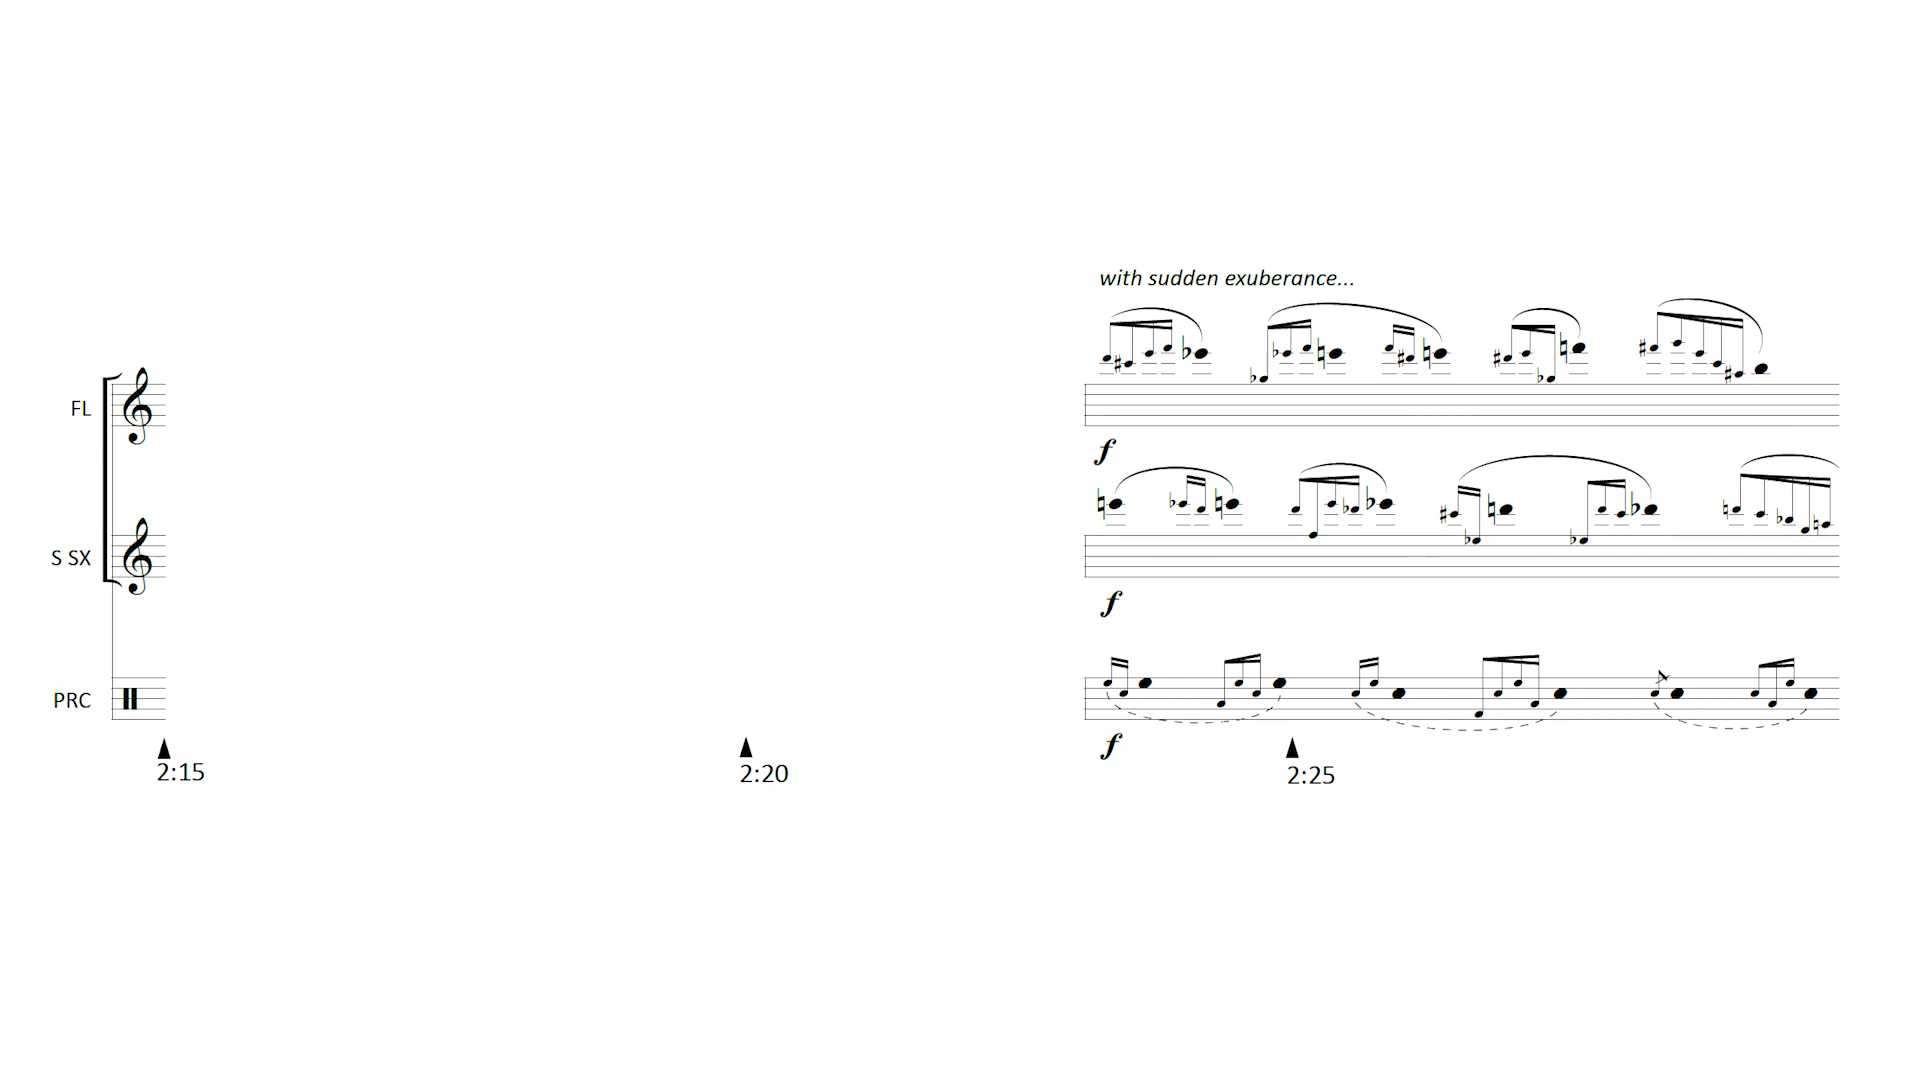 with sudden exuberance...
FL
f
S SX
f
PRC
f
2:15
2:20
2:25